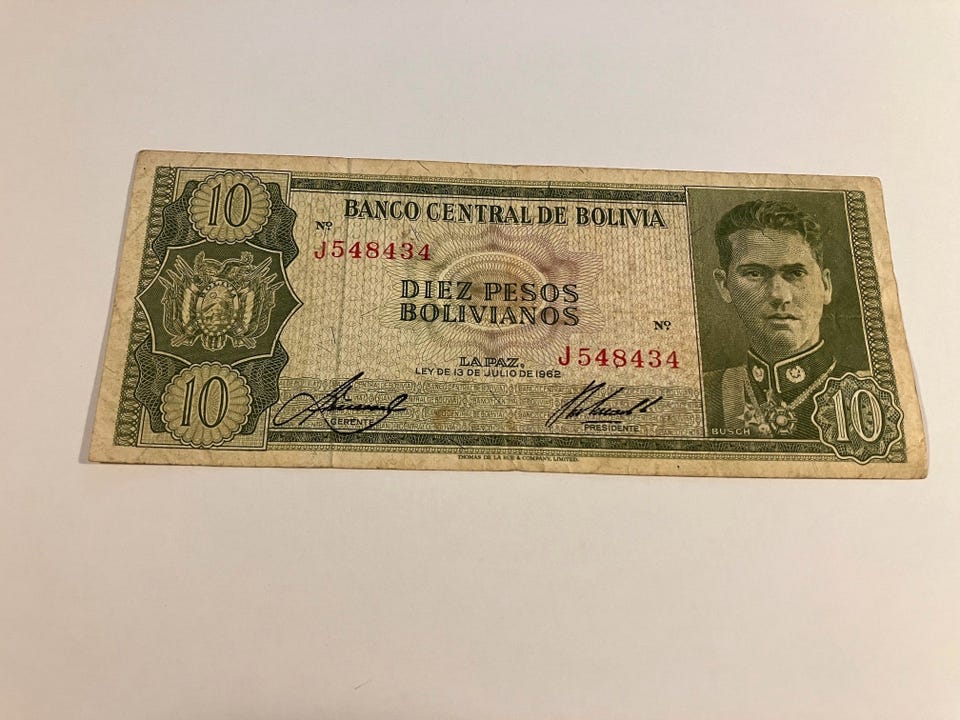 10
BANCO CENTRAL DE BOLIVIA
Nº
J548434
DIEZ PESOS
BOLIVIANOS
Nº
LA PAZ,
J548434
LEY DE 13 DE JULIO DE 1962
10
GERENTE
PRESIDENTE
BUSCH
10
THOMAS DE LA RUE & COMPANY, LIMITED.